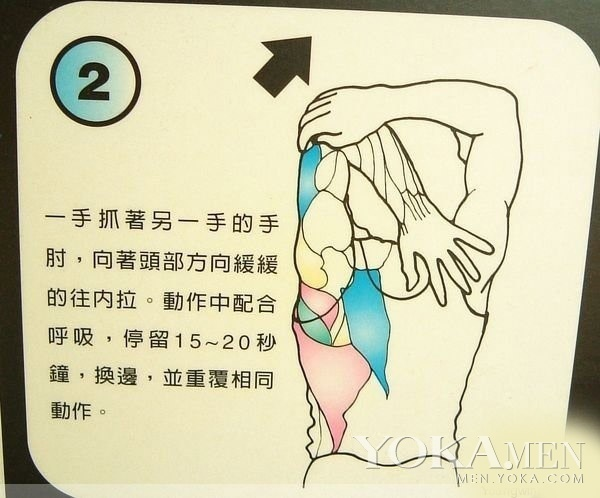 2
一手抓著另一手的手
肘，向著頭部方向緩緩
的往內拉。動作中配合
呼吸，停留15~20秒
鐘，換邊，並重覆相同
動作。
YOKAMEN
MEN.YOKA.COM